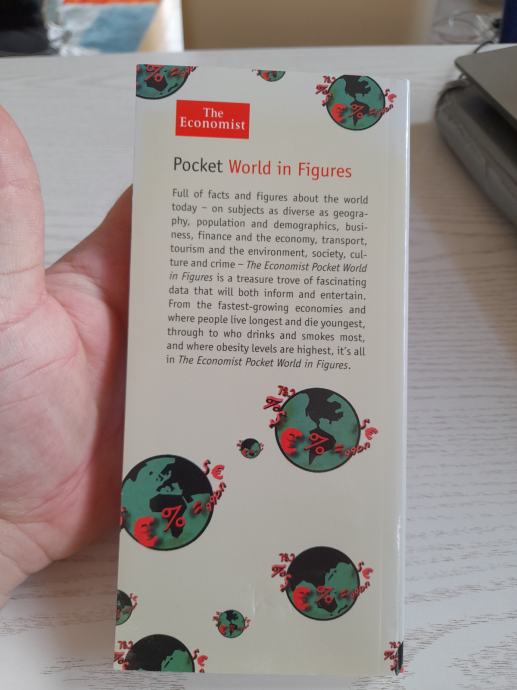 The
Economist
Pocket World in Figures
Full of facts and figures about the world
today – on subjects as diverse as geogra-
phy, population and demographics, busi-
ness, finance and the economy, transport,
tourism and the environment, society, cul-
ture and crime – The Economist Pocket World
in Figures is a treasure trove of fascinating
data that will both inform and entertain.
From the fastest-growing economies and
where people live longest and die youngest,
through to who drinks and smokes most,
and where obesity levels are highest, it's all
in The Economist Pocket World in Figures.
%
€ %
€ %
€ %
€ %